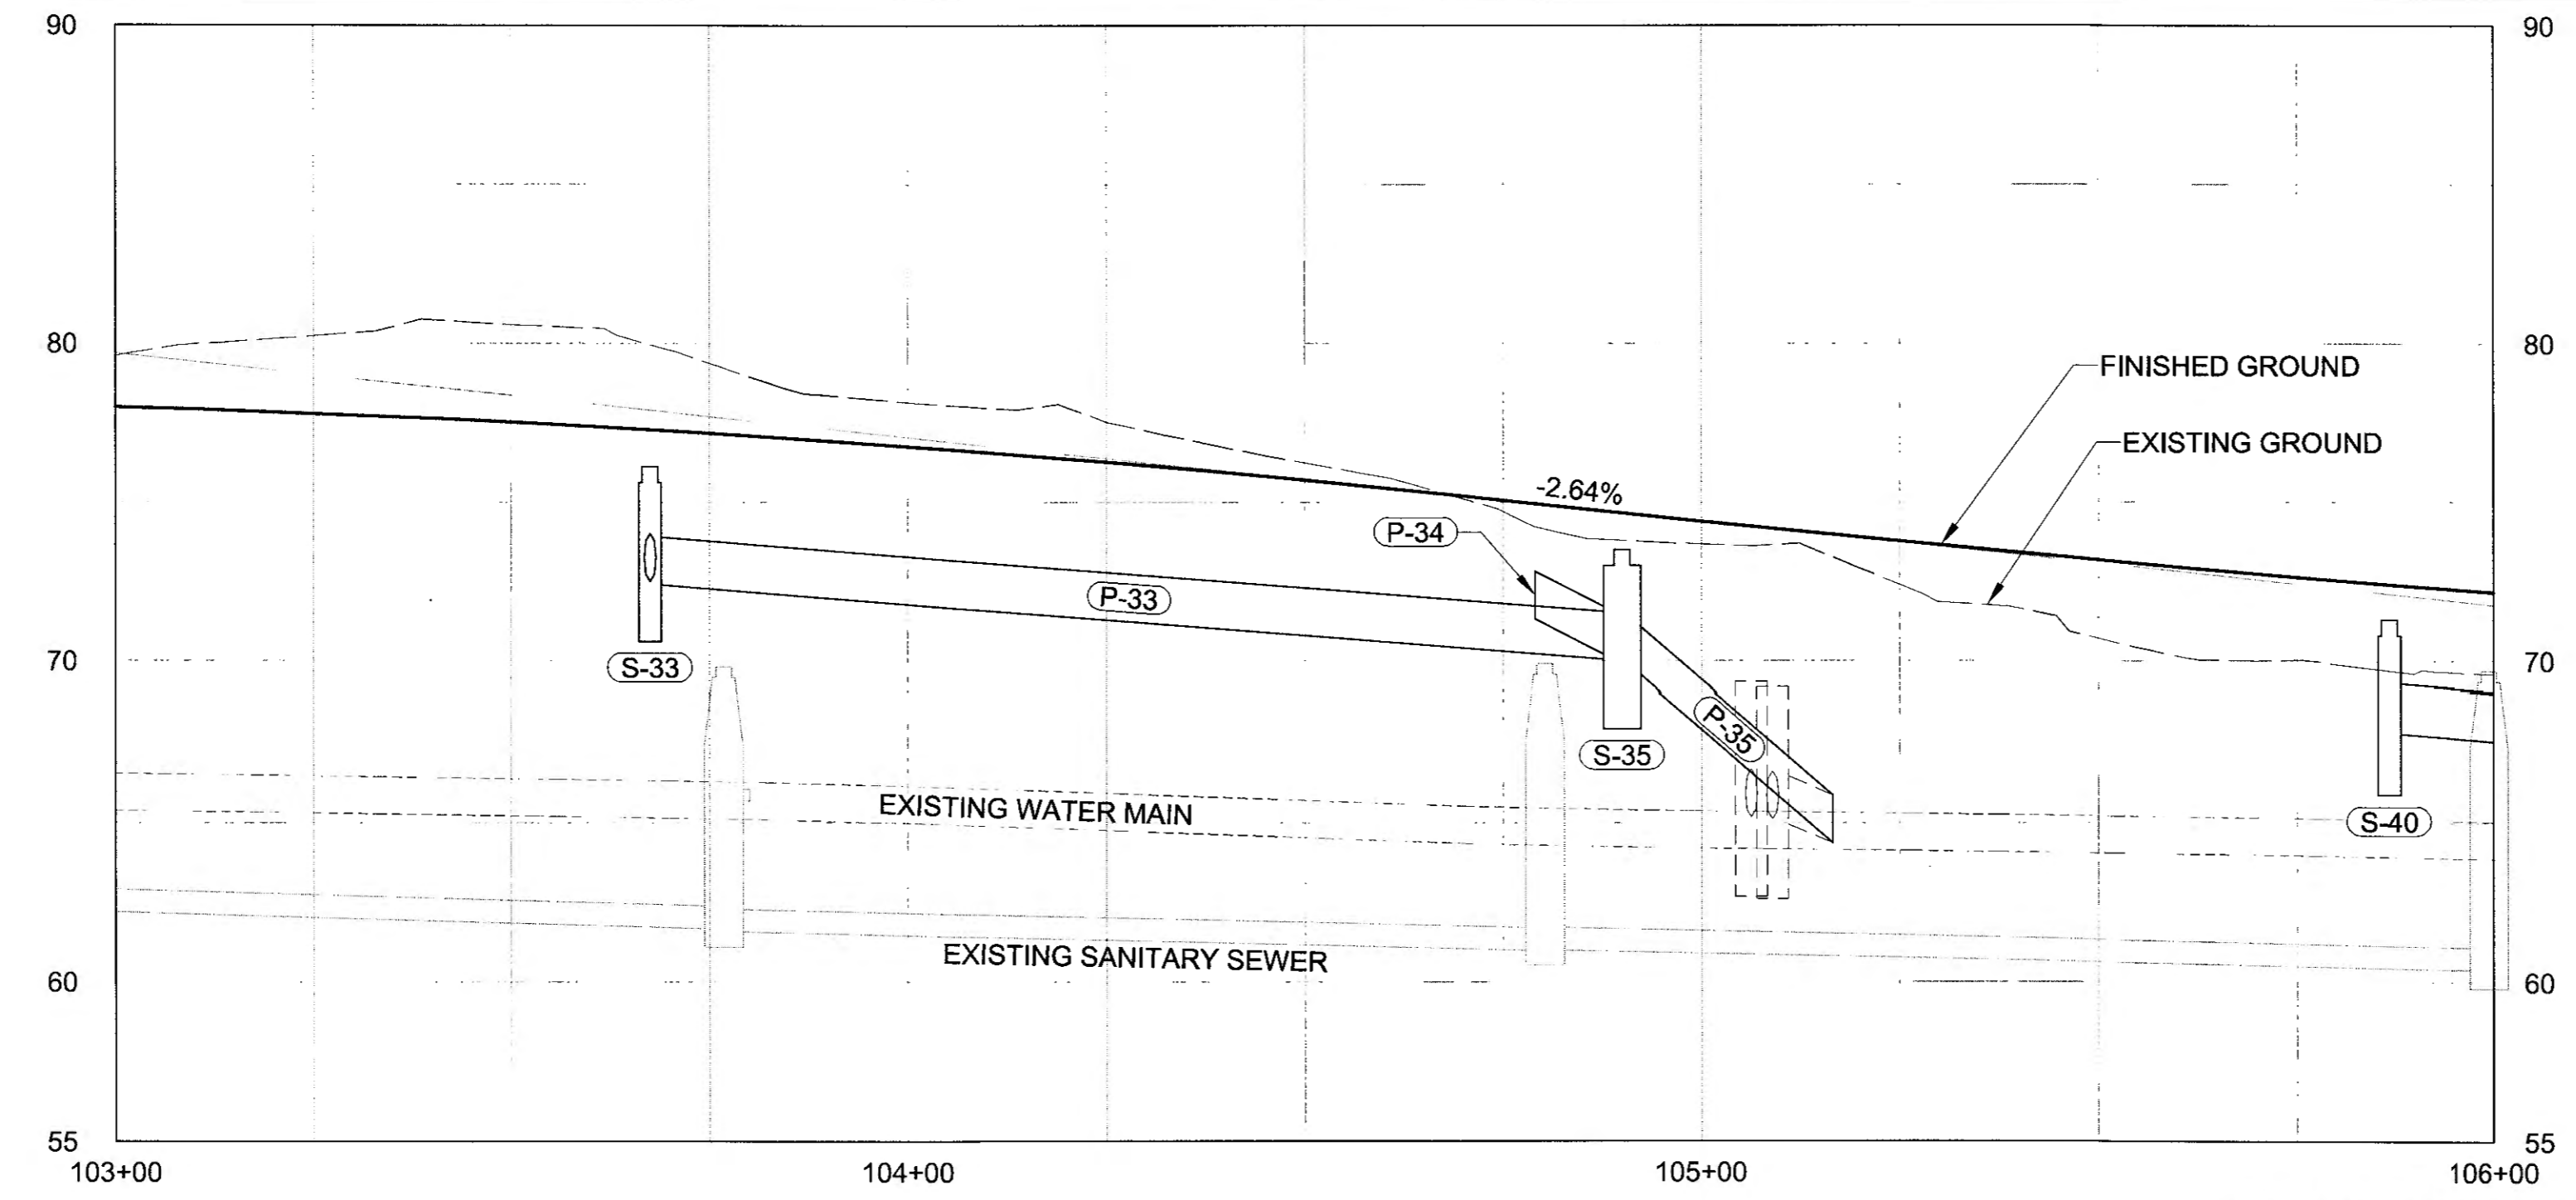 90 90
80 80
FINISHED GROUND
EXISTING GROUND
-2.64%
P-34
P-33
70 70
S-33
P-35
S-35
EXISTING WATER MAIN
S-40
EXISTING SANITARY SEWER
60 60
55 55
103+00 104+00 105+00 106+00